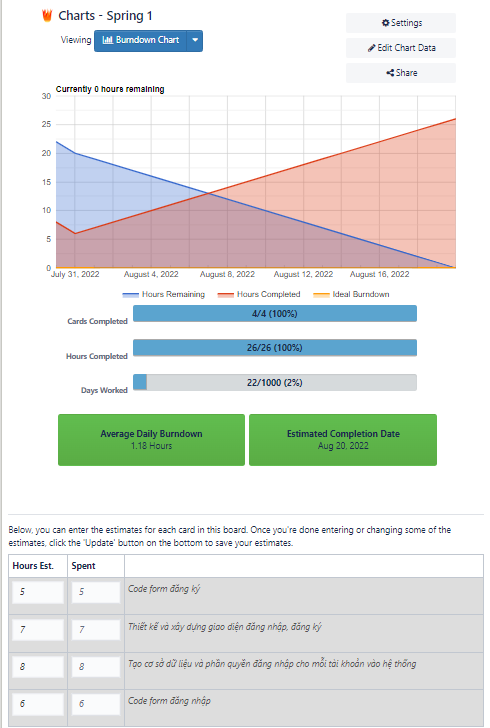 Charts - Spring 1
Settings
Viewing Burndown Chart
Edit Chart Data
Share
Currently 0 hours remaining
30
25
20
15
10
5
0
July 31, 2022 August 4, 2022 August 8, 2022 August 12, 2022 August 16, 2022
Hours Remaining Hours Completed Ideal Burndown
Cards Completed 4/4 (100%)
Hours Completed 26/26 (100%)
Days Worked 22/1000 (2%)
Average Daily Burndown Estimated Completion Date
1.18 Hours Aug 20, 2022
Below, you can enter the estimates for each card in this board. Once you're done entering or changing some of the
estimates, click the 'Update' button on the bottom to save your estimates.
Hours Est. Spent
5 5 Code form đăng ký
7 7 Thiết kế và xây dựng giao diện đăng nhập, đăng ký
8 8 Tạo cơ sở dữ liệu và phân quyền đăng nhập cho mỗi tài khoản vào hệ thống
6 6 Code form đăng nhập